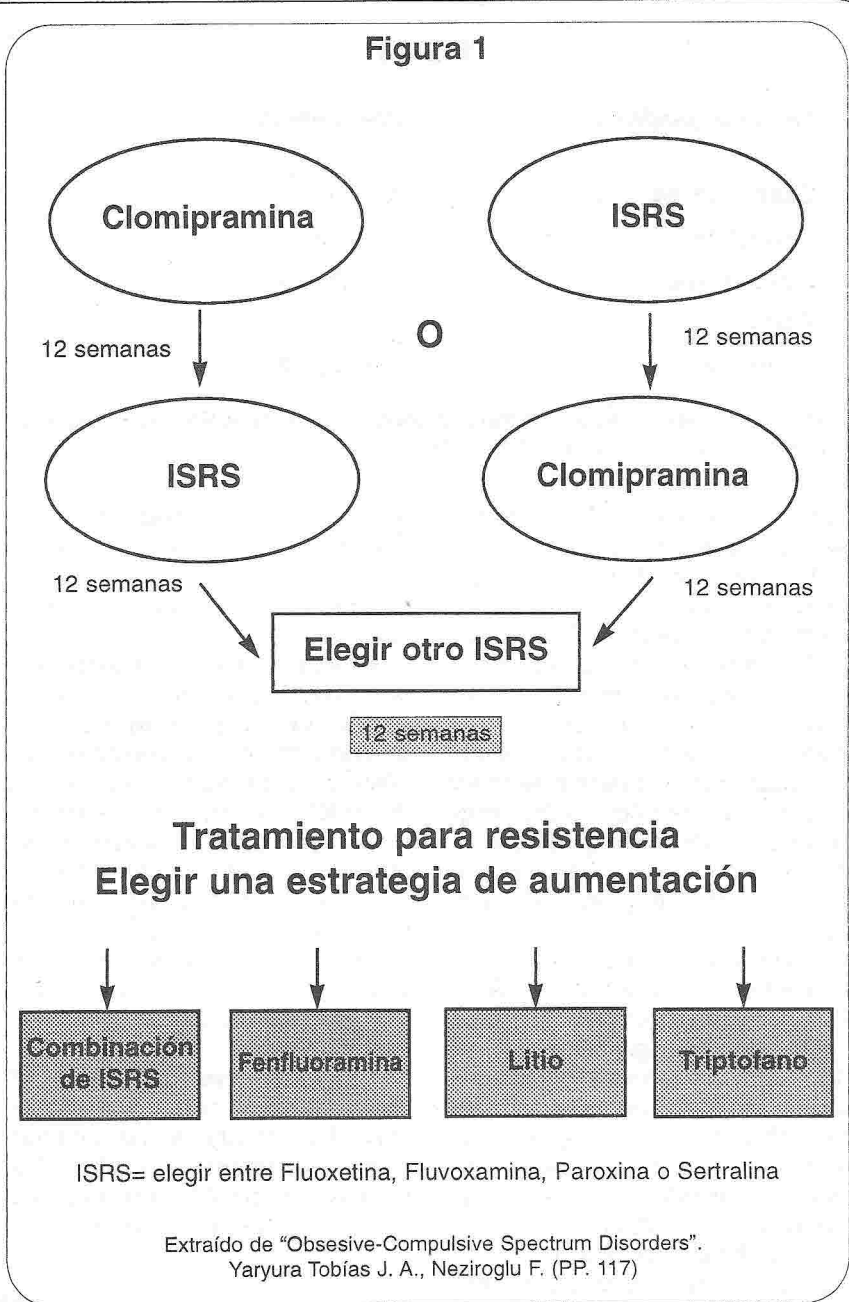 Figura 1
Clomipramina
ISRS
12 semanas
O
12 semanas
ISRS
Clomipramina
12 semanas
12 semanas
Elegir otro ISRS
12 semanas
Tratamiento para resistencia
Elegir una estrategia de aumentación
Combinación
de ISRS
Fenfluoramina
Litio
Triptofano
ISRS= elegir entre Fluoxetina, Fluvoxamina, Paroxina o Sertralina
Extraído de “Obsesive-Compulsive Spectrum Disorders”.
Yaryura Tobías J. A., Neziroglu F. (PP. 117)